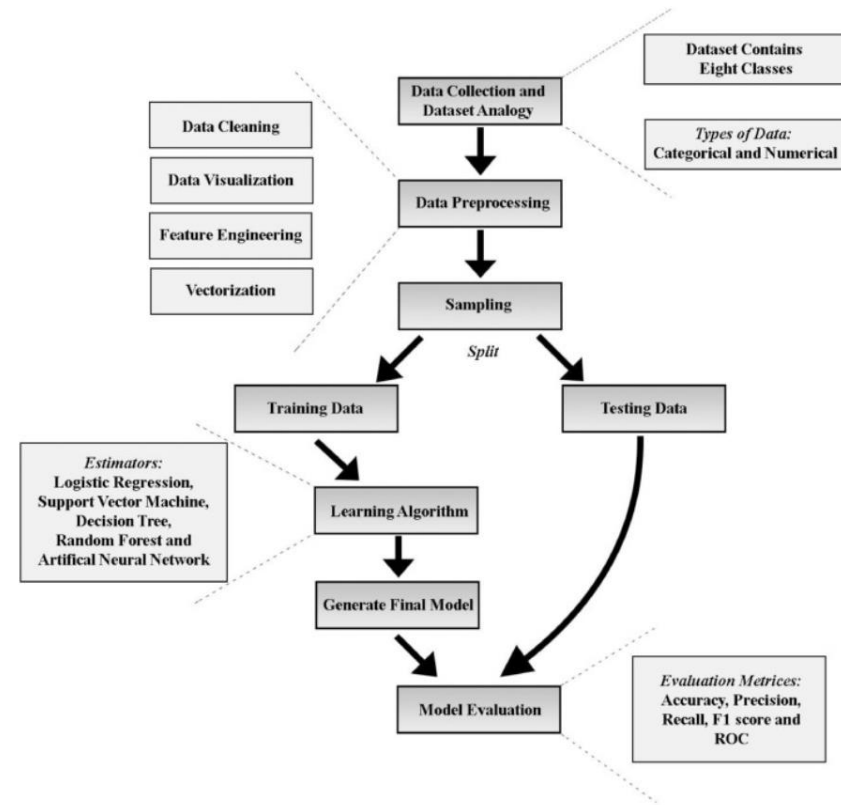 Dataset Contains
Eight Classes
Data Collection and
Dataset Analogy
Types of Data:
Categorical and Numerical
Data Cleaning
Data Visualization
Feature Engineering
Vectorization
Data Preprocessing
Sampling
Split
Training Data
Testing Data
Estimators:
Logistic Regression,
Support Vector Machine,
Decision Tree,
Random Forest and
Artifical Neural Network
Learning Algorithm
Generate Final Model
Model Evaluation
Evaluation Metrices:
Accuracy, Precision,
Recall, F1 score and
ROC